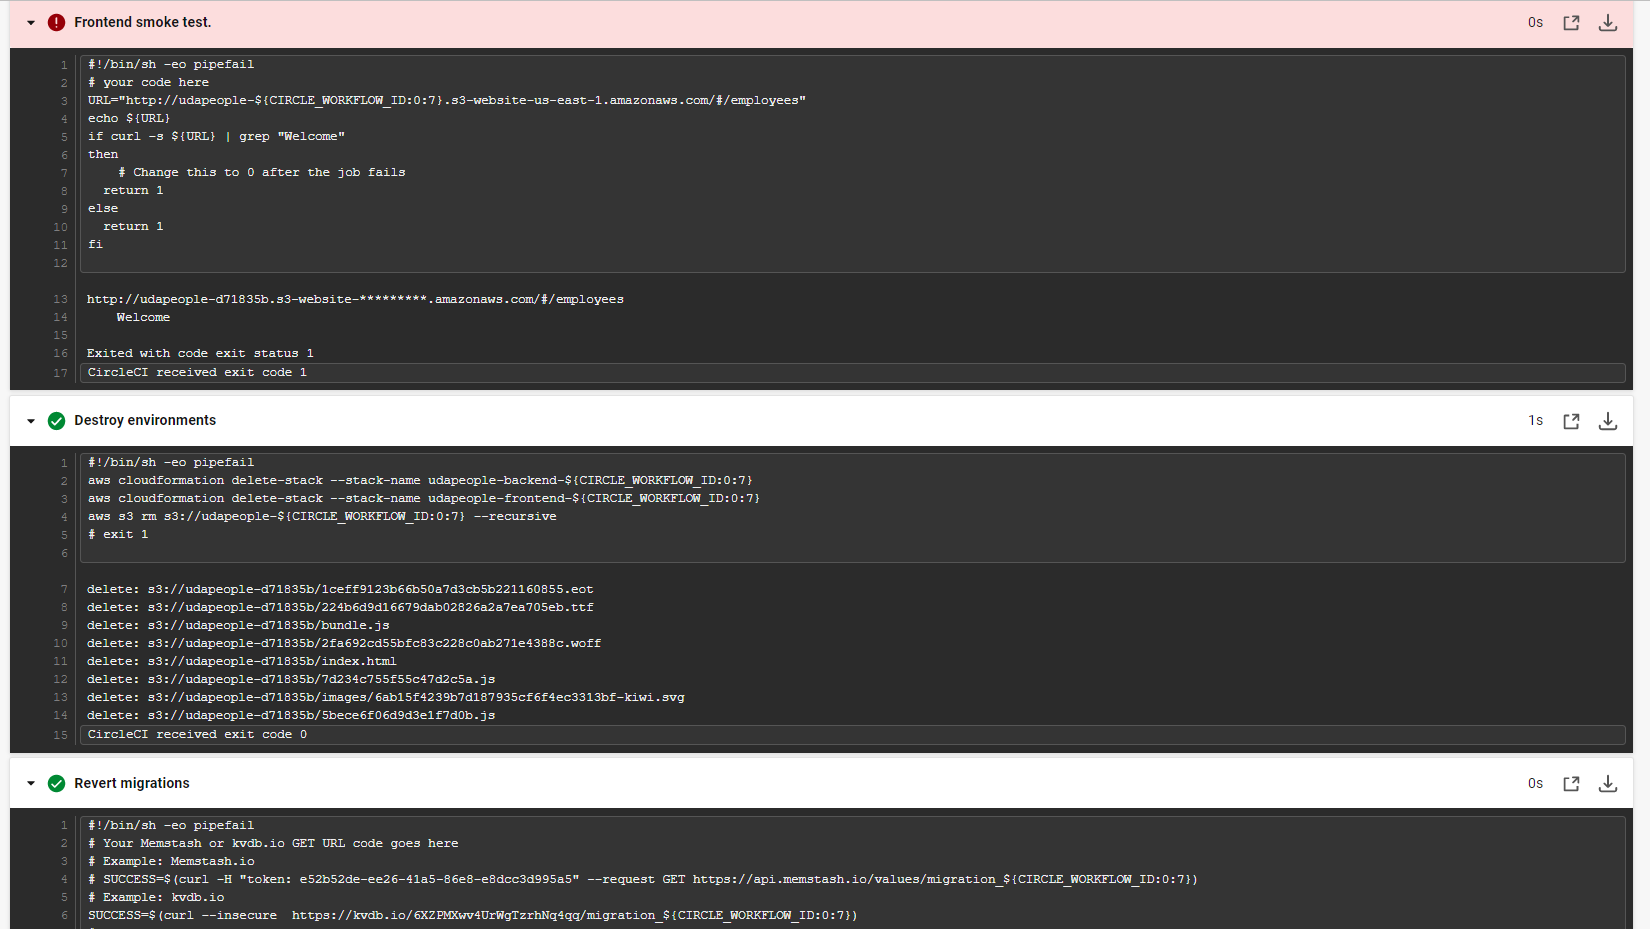 Frontend smoke test.
0s
1 #!/bin/sh -eo pipefail
2 # your code here
3 URL="http://udapeople-${CIRCLE_WORKFLOW_ID:0:7}.s3-website-us-east-1.amazonaws.com/#/employees"
4 echo ${URL}
5 if curl -s ${URL} | grep "Welcome"
6 then
7 # Change this to 0 after the job fails
8 return 1
9 else
10 return 1
11 fi
12
13 http://udapeople-d71835b.s3-website-*********.amazonaws.com/#/employees
14 Welcome
15
16 Exited with code exit status 1
17 CircleCI received exit code 1
Destroy environments
1s
1 #!/bin/sh -eo pipefail
2 aws cloudformation delete-stack --stack-name udapeople-backend-${CIRCLE_WORKFLOW_ID:0:7}
3 aws cloudformation delete-stack --stack-name udapeople-frontend-${CIRCLE_WORKFLOW_ID:0:7}
4 aws s3 rm s3://udapeople-${CIRCLE_WORKFLOW_ID:0:7} --recursive
5 # exit 1
6
7 delete: s3://udapeople-d71835b/1ceff9123b66b50a7d3cb5b221160855.eot
8 delete: s3://udapeople-d71835b/224b6d9d16679dab02826a2a7ea705eb.ttf
9 delete: s3://udapeople-d71835b/bundle.js
10 delete: s3://udapeople-d71835b/2fa692cd55bfc83c228c0ab271e4388c.woff
11 delete: s3://udapeople-d71835b/index.html
12 delete: s3://udapeople-d71835b/7d234c755f55c47d2c5a.js
13 delete: s3://udapeople-d71835b/images/6ab15f4239b7d187935cf6f4ec3313bf-kiwi.svg
14 delete: s3://udapeople-d71835b/5bece6f06d9d3e1f7d0b.js
15 CircleCI received exit code 0
Revert migrations
0s
1 #!/bin/sh -eo pipefail
2 # Your Memstash or kvdb.io GET URL code goes here
3 # Example: Memstash.io
4 # SUCCESS=$(curl -H "token: e52b52de-ee26-41a5-86e8-e8dcc3d995a5" --request GET https://api.memstash.io/values/migration_${CIRCLE_WORKFLOW_ID:0:7})
5 # Example: kvdb.io
6 SUCCESS=$(curl --insecure https://kvdb.io/6XZPMXwv4UrWgTzrhNq4qq/migration_${CIRCLE_WORKFLOW_ID:0:7})